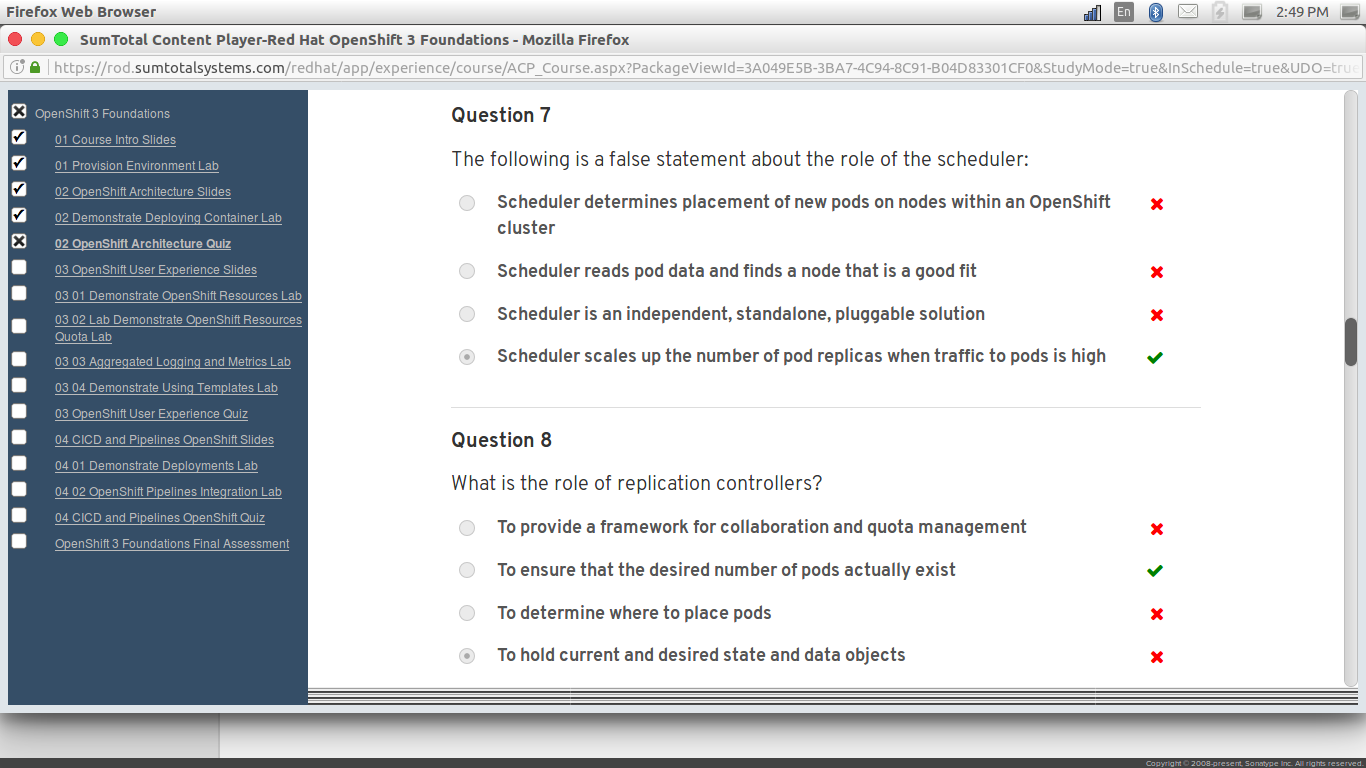 Firefox Web Browser
En
2:49 PM
SumTotal Content Player-Red Hat OpenShift 3 Foundations - Mozilla Firefox
https://rod.sumtotalsystems.com/redhat/app/experience/course/ACP_Course.aspx?PackageViewId=3A049E5B-3BA7-4C94-8C91-B04D83301CF0&StudyMode=true&InSchedule=true&UDO=true
OpenShift 3 Foundations
01 Course Intro Slides
01 Provision Environment Lab
02 OpenShift Architecture Slides
02 Demonstrate Deploying Container Lab
02 OpenShift Architecture Quiz
03 OpenShift User Experience Slides
03 01 Demonstrate OpenShift Resources Lab
03 02 Lab Demonstrate OpenShift Resources
Quota Lab
03 03 Aggregated Logging and Metrics Lab
03 04 Demonstrate Using Templates Lab
03 OpenShift User Experience Quiz
04 CICD and Pipelines OpenShift Slides
04 01 Demonstrate Deployments Lab
04 02 OpenShift Pipelines Integration Lab
04 CICD and Pipelines OpenShift Quiz
OpenShift 3 Foundations Final Assessment
Question 7
The following is a false statement about the role of the scheduler:
Scheduler determines placement of new pods on nodes within an OpenShift
cluster
Scheduler reads pod data and finds a node that is a good fit
Scheduler is an independent, standalone, pluggable solution
Scheduler scales up the number of pod replicas when traffic to pods is high
Question 8
What is the role of replication controllers?
To provide a framework for collaboration and quota management
To ensure that the desired number of pods actually exist
To determine where to place pods
To hold current and desired state and data objects
Copyright © 2008-present, Sonatype Inc. All rights reserved.